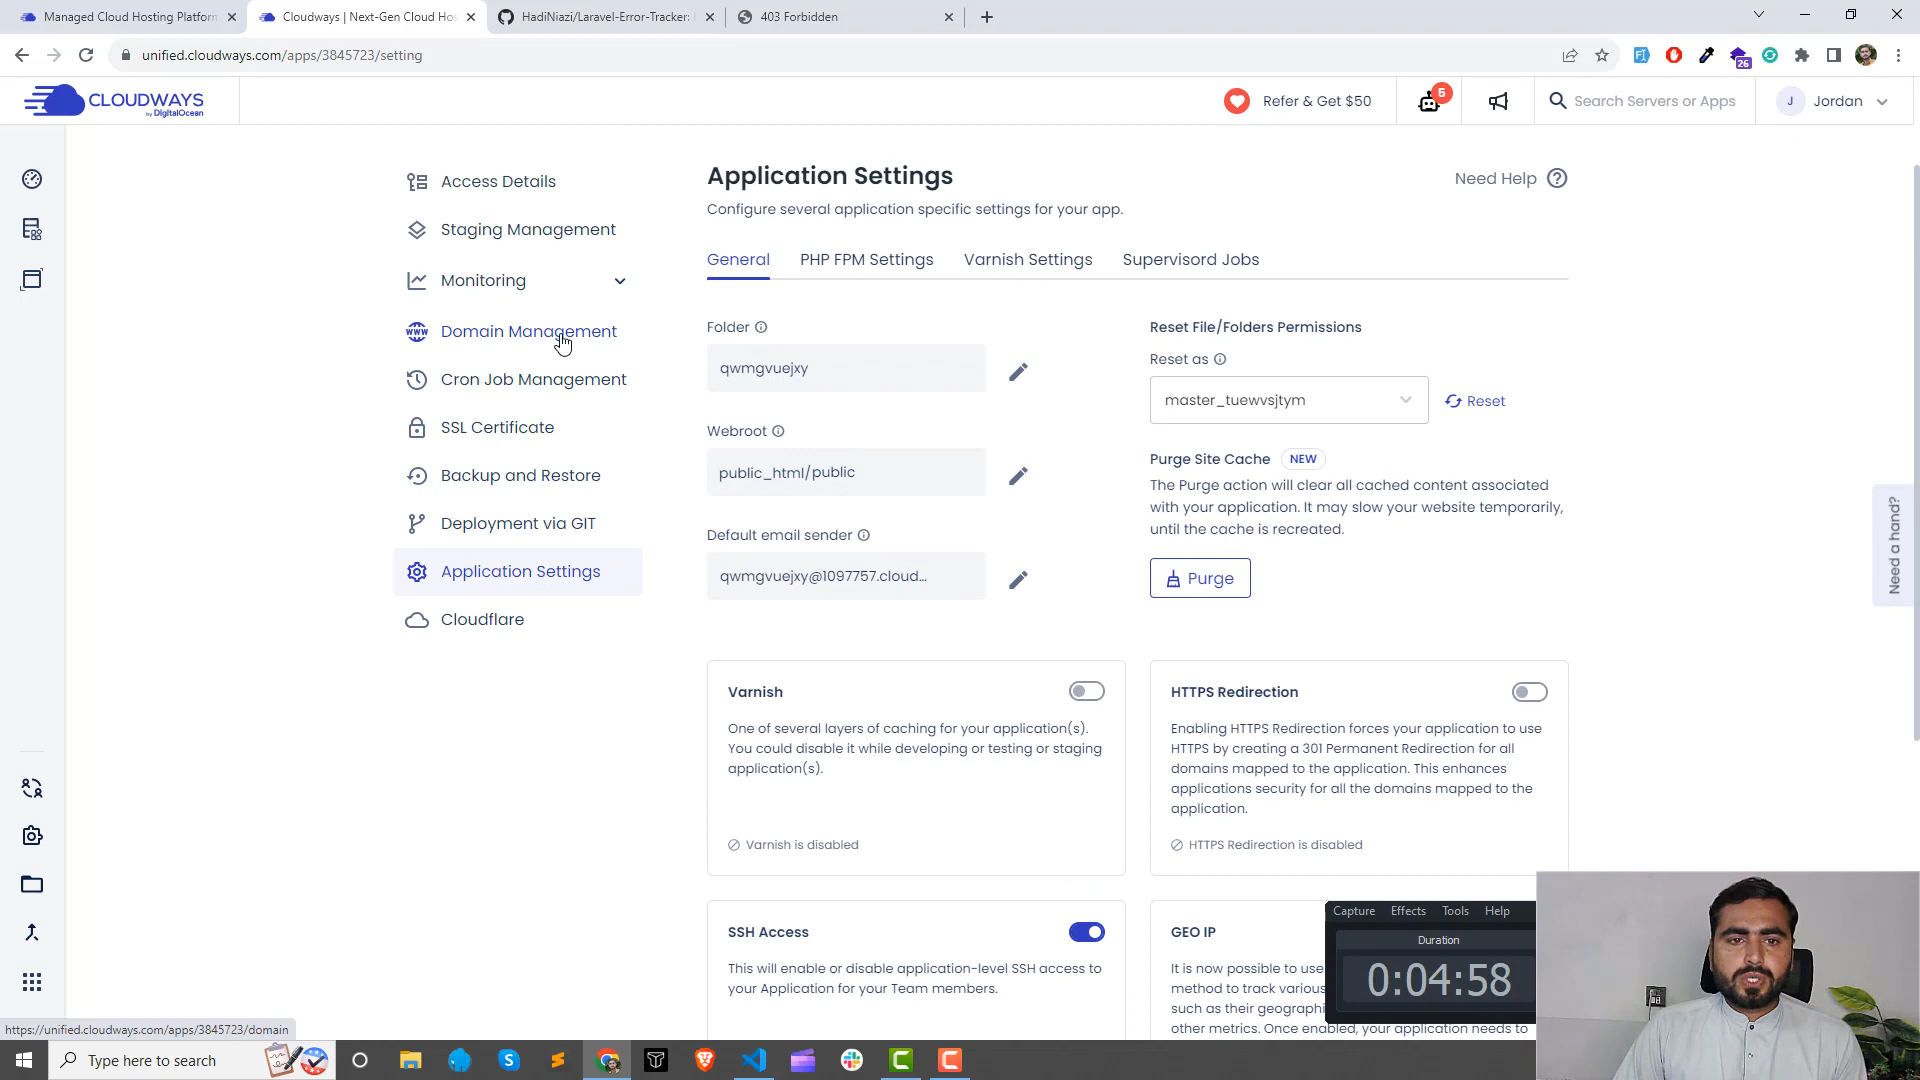 Managed Cloud Hosting Platform
Cloudways | Next-Gen Cloud Hos
HadiNiazi/Laravel-Error-Tracker:
403 Forbidden
unified.cloudways.com/apps/3845723/setting
26
CLOUDWAYS
by DigitalOcean
Refer & Get $50
5
Search Servers or Apps
J
Jordan
Access Details
Staging Management
Monitoring
Domain Management
Cron Job Management
SSL Certificate
Backup and Restore
Deployment via GIT
Application Settings
Cloudflare
Application Settings
Need Help
Configure several application specific settings for your app.
General
PHP FPM Settings
Varnish Settings
Supervisord Jobs
Folder
qwmgvuejxy
Webroot
public_html/public
Default email sender
qwmgvuejxy@1097757.cloud...
Reset File/Folders Permissions
Reset as
master_tuewvsjtym
Reset
Purge Site Cache NEW
The Purge action will clear all cached content associated
with your application. It may slow your website temporarily,
until the cache is recreated.
Purge
Need a hand?
Varnish
One of several layers of caching for your application(s).
You could disable it while developing or testing or staging
application(s).
Varnish is disabled
HTTPS Redirection
Enabling HTTPS Redirection forces your application to use
HTTPS by creating a 301 Permanent Redirection for all
domains mapped to the application. This enhances
applications security for all the domains mapped to the
application.
HTTPS Redirection is disabled
SSH Access
This will enable or disable application-level SSH access to
your Application for your Team members.
GEO IP
It is now possible to use
method to track various
such as their geographi
other metrics. Once enabled, your application needs to
Capture Effects Tools Help
Duration
0:04:58
https://unified.cloudways.com/apps/3845723/domain
Type here to search